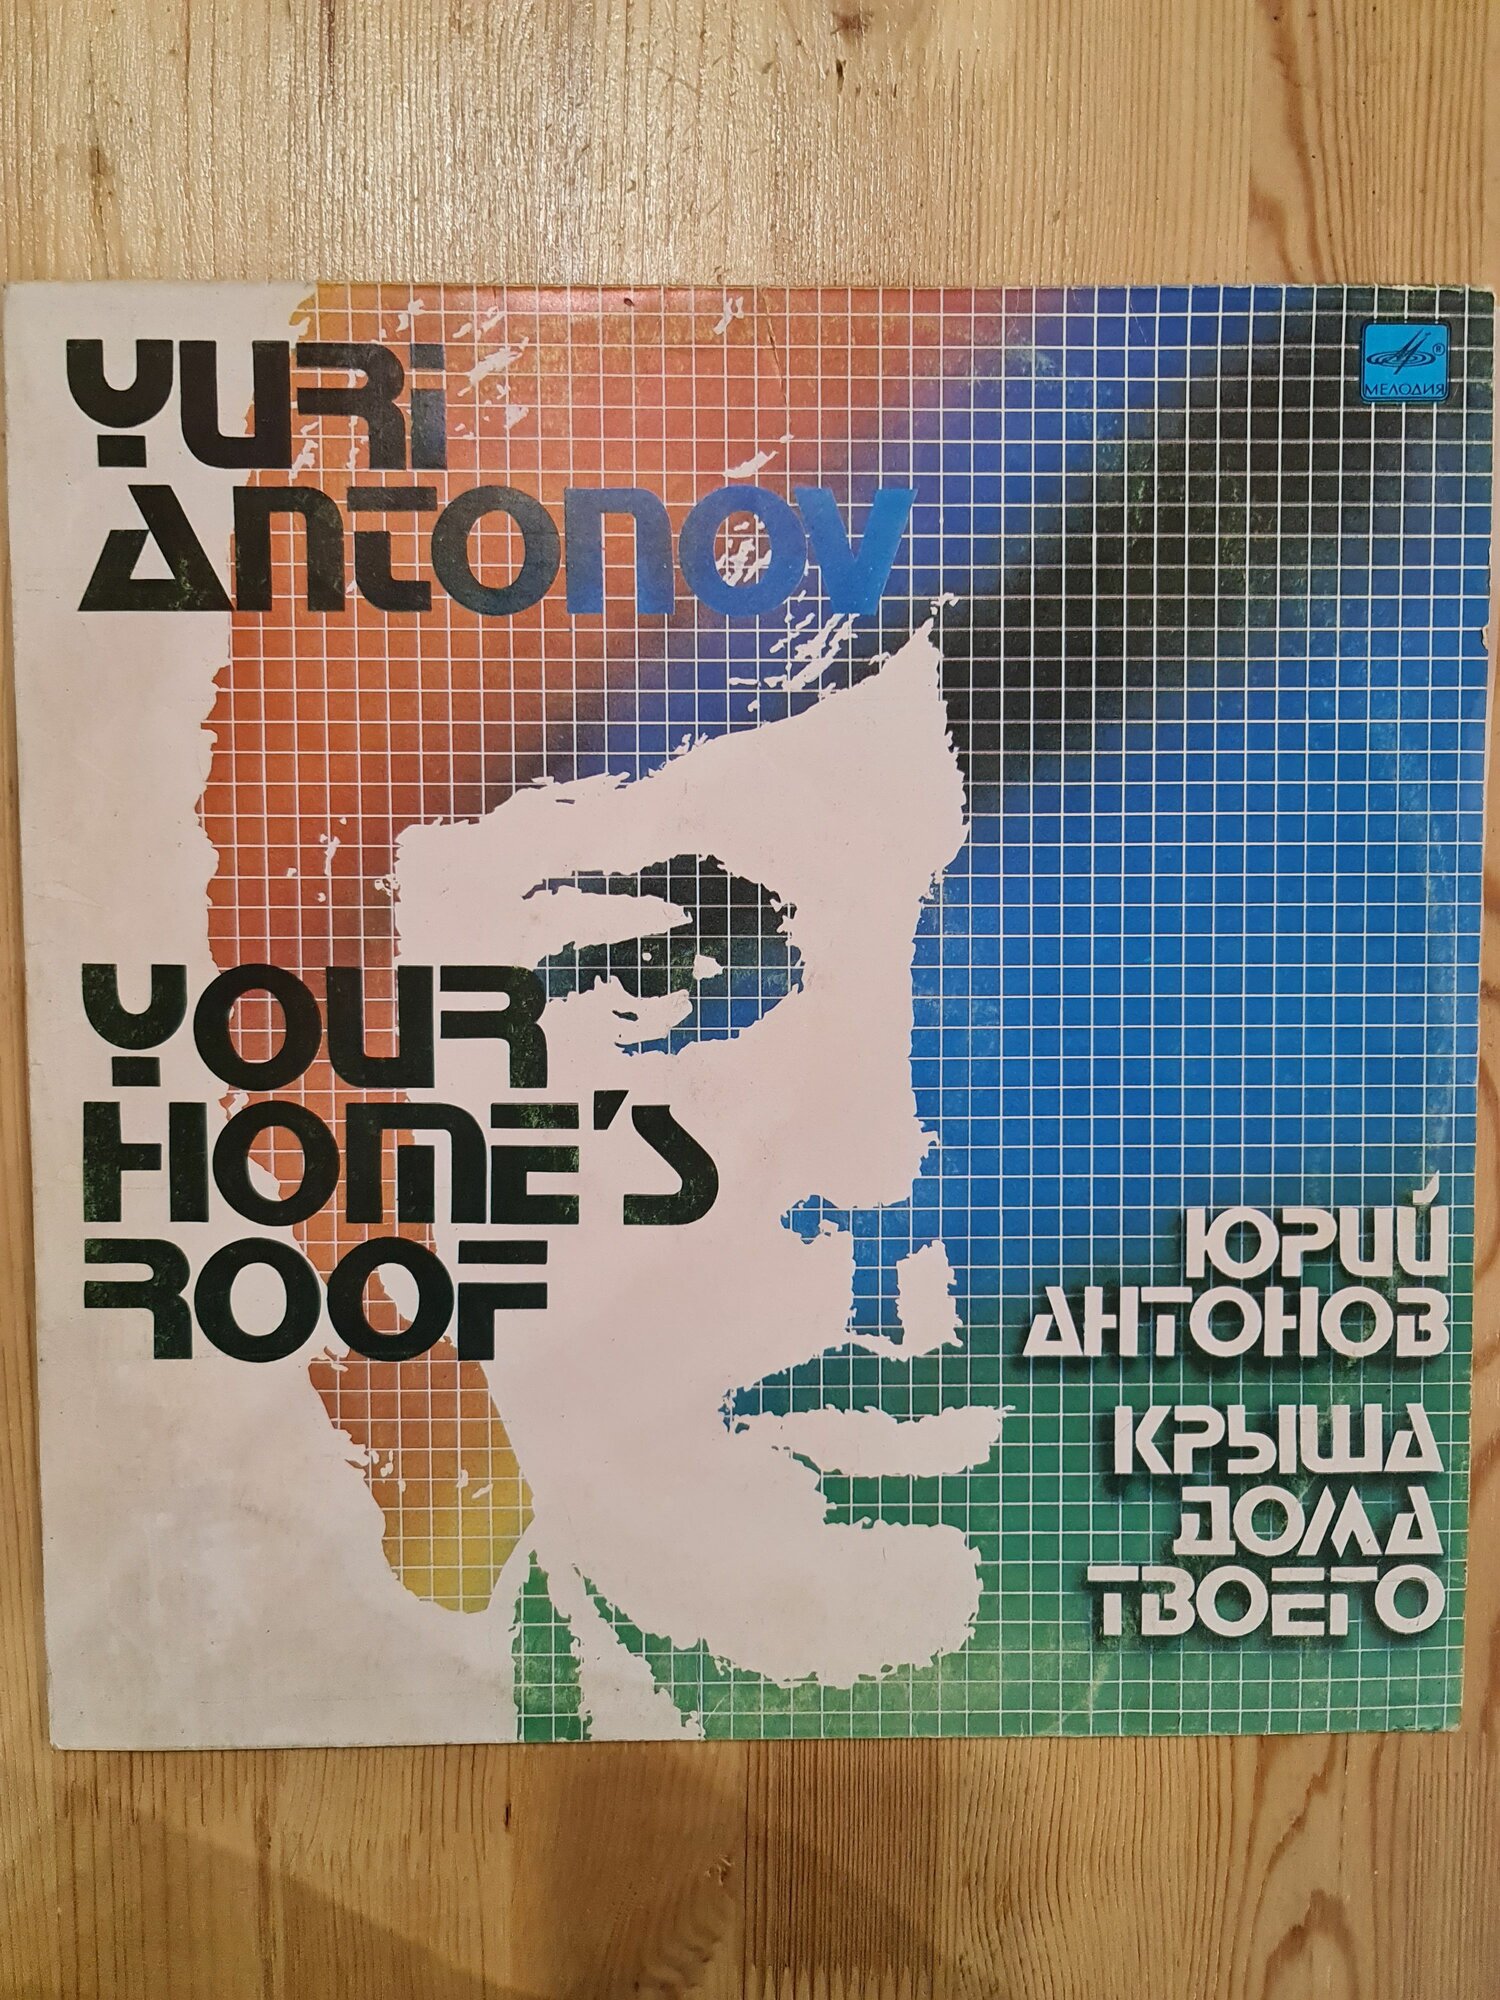 YURI
ANTONOV
МЕЛОДИЯ
YOUR
HOME'S
ROOF
ЮРИЙ
АНТОНОВ
КРЫША
ДОМА
ТВОЕГО